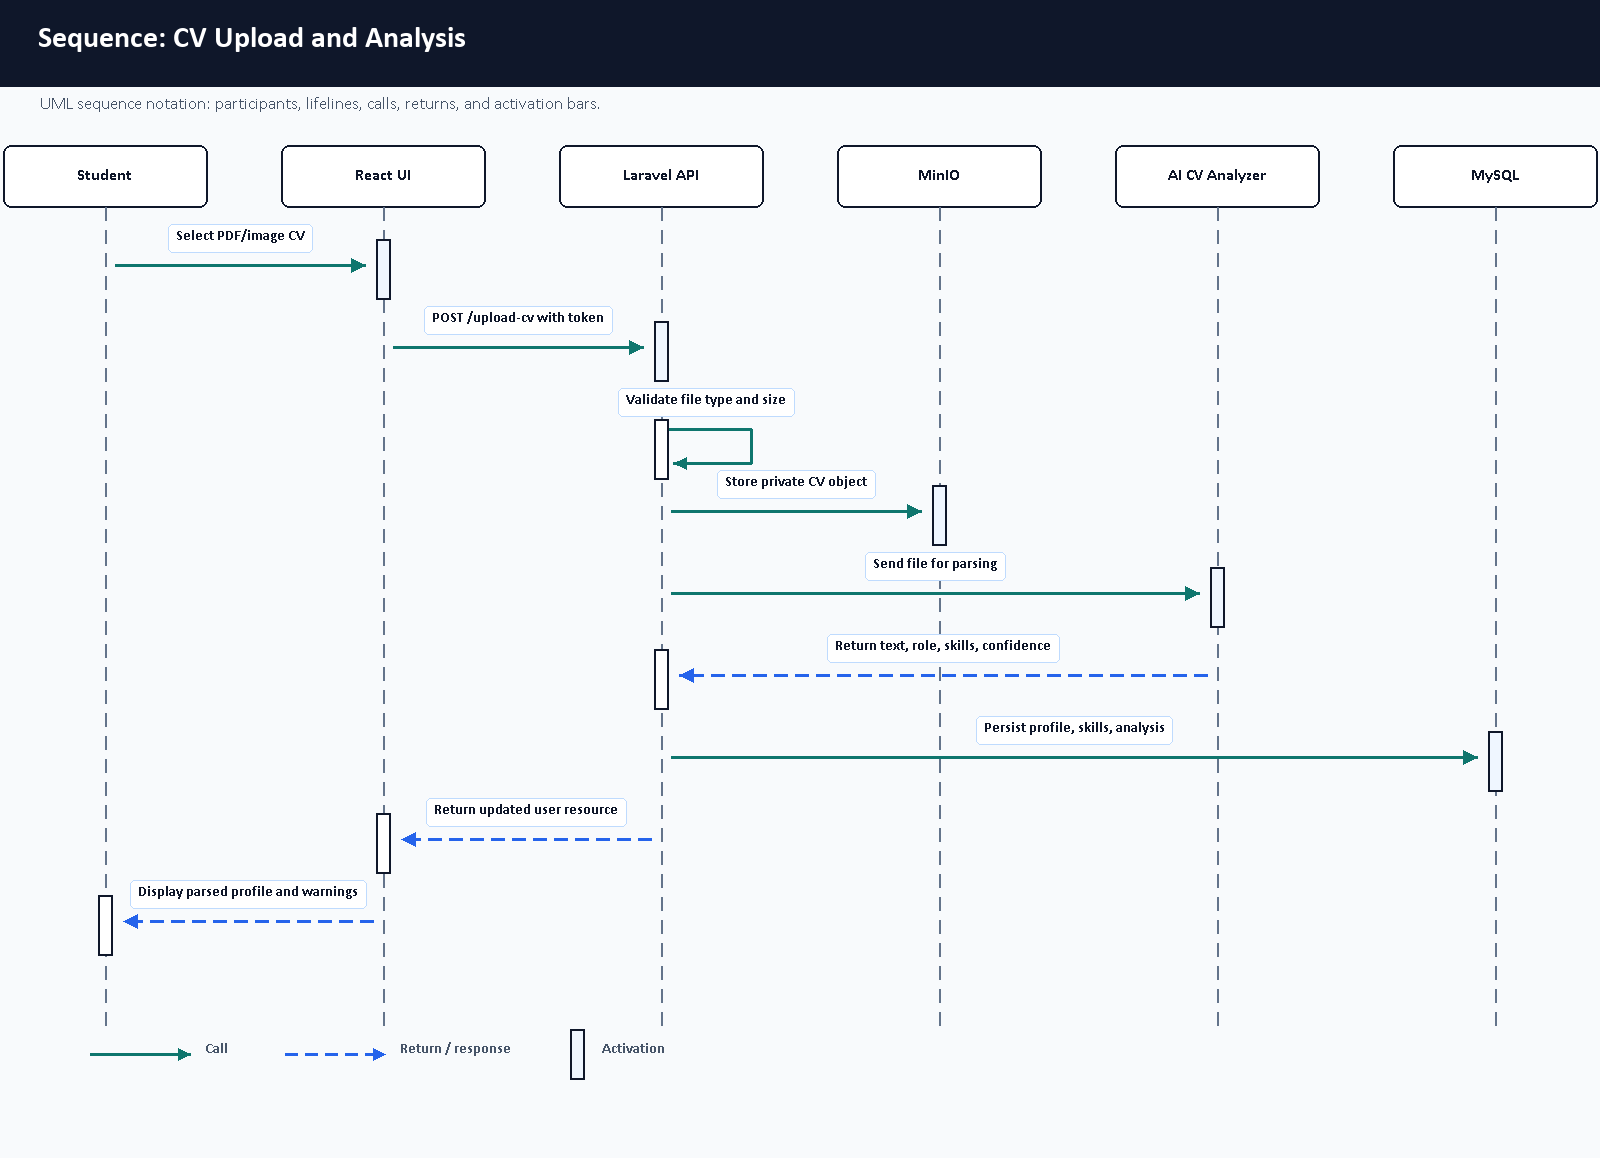 Sequence: CV Upload and Analysis
UML sequence notation: participants, lifelines, calls, returns, and activation bars.
Student
React UI
Laravel API
MinIO
AI CV Analyzer
MySQL
Select PDF/image CV
POST /upload-cv with token
Validate file type and size
Store private CV object
Send file for parsing
Return text, role, skills, confidence
Persist profile, skills, analysis
Return updated user resource
Display parsed profile and warnings
Call
Return / response
Activation